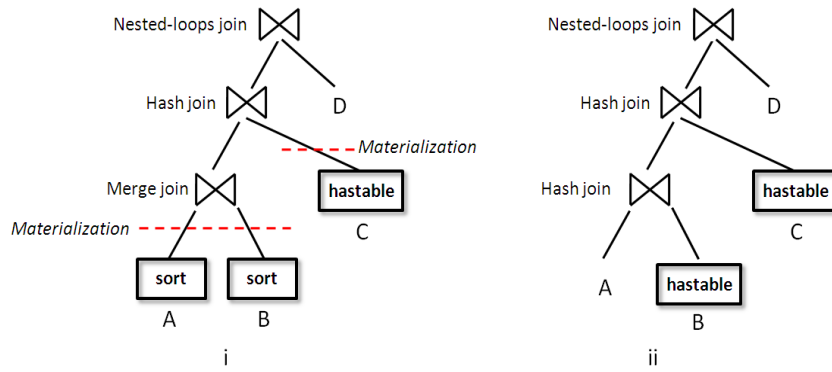 Nested-loops join
D
Hash join
Materialization
Merge join
hastable
C
Materialization
sort
sort
A
B
i
Nested-loops join
D
Hash join
Hash join
hastable
C
A
hastable
B
ii